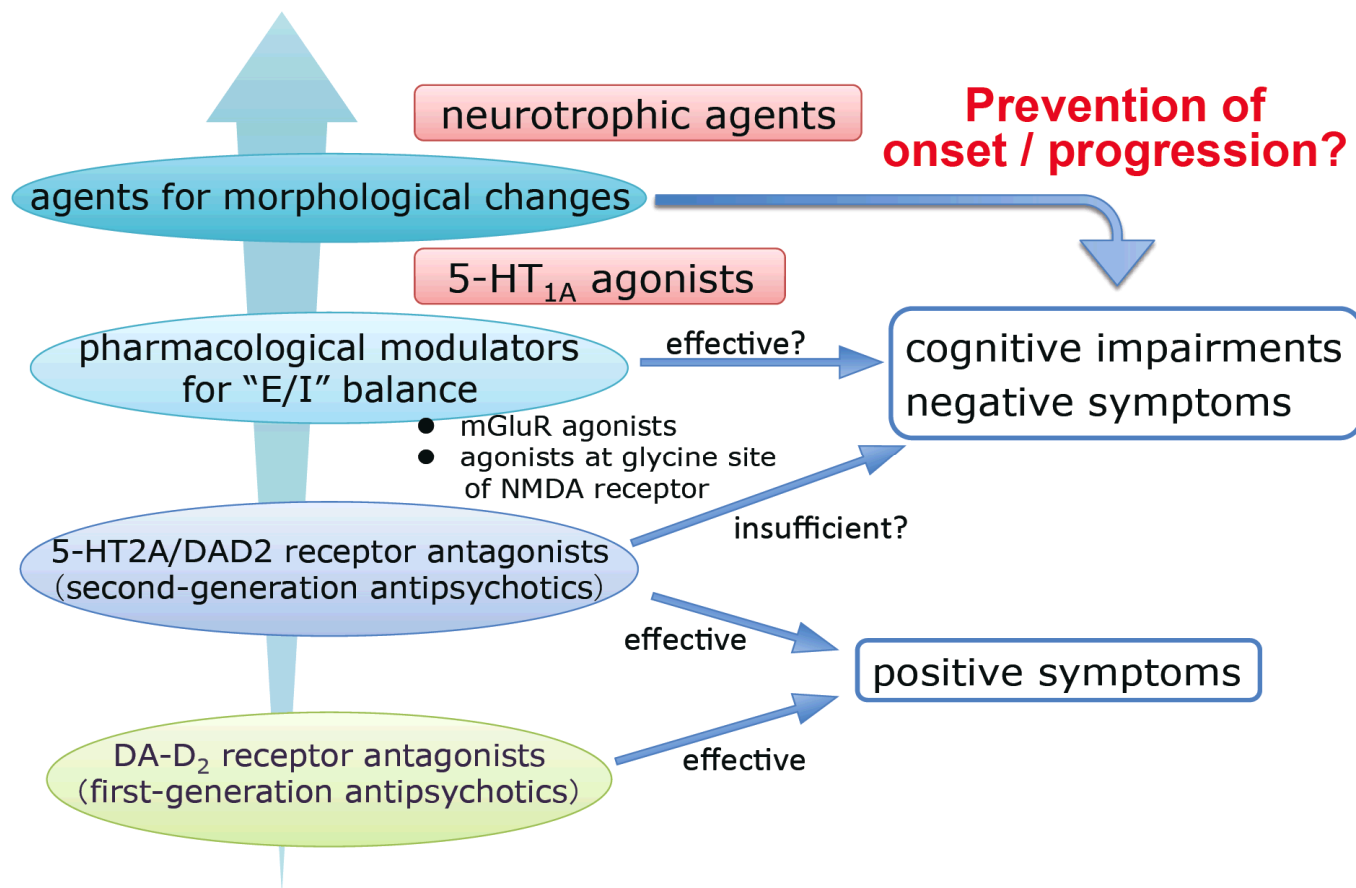 neurotrophic agents
Prevention of
onset / progression?
agents for morphological changes
5-HT1A agonists
pharmacological modulators
for “E/I” balance
effective?
cognitive impairments
negative symptoms
● mGluR agonists
● agonists at glycine site
of NMDA receptor
insufficient?
5-HT2A/DAD2 receptor antagonists
（second-generation antipsychotics）
effective
positive symptoms
DA-D2 receptor antagonists
（first-generation antipsychotics）
effective